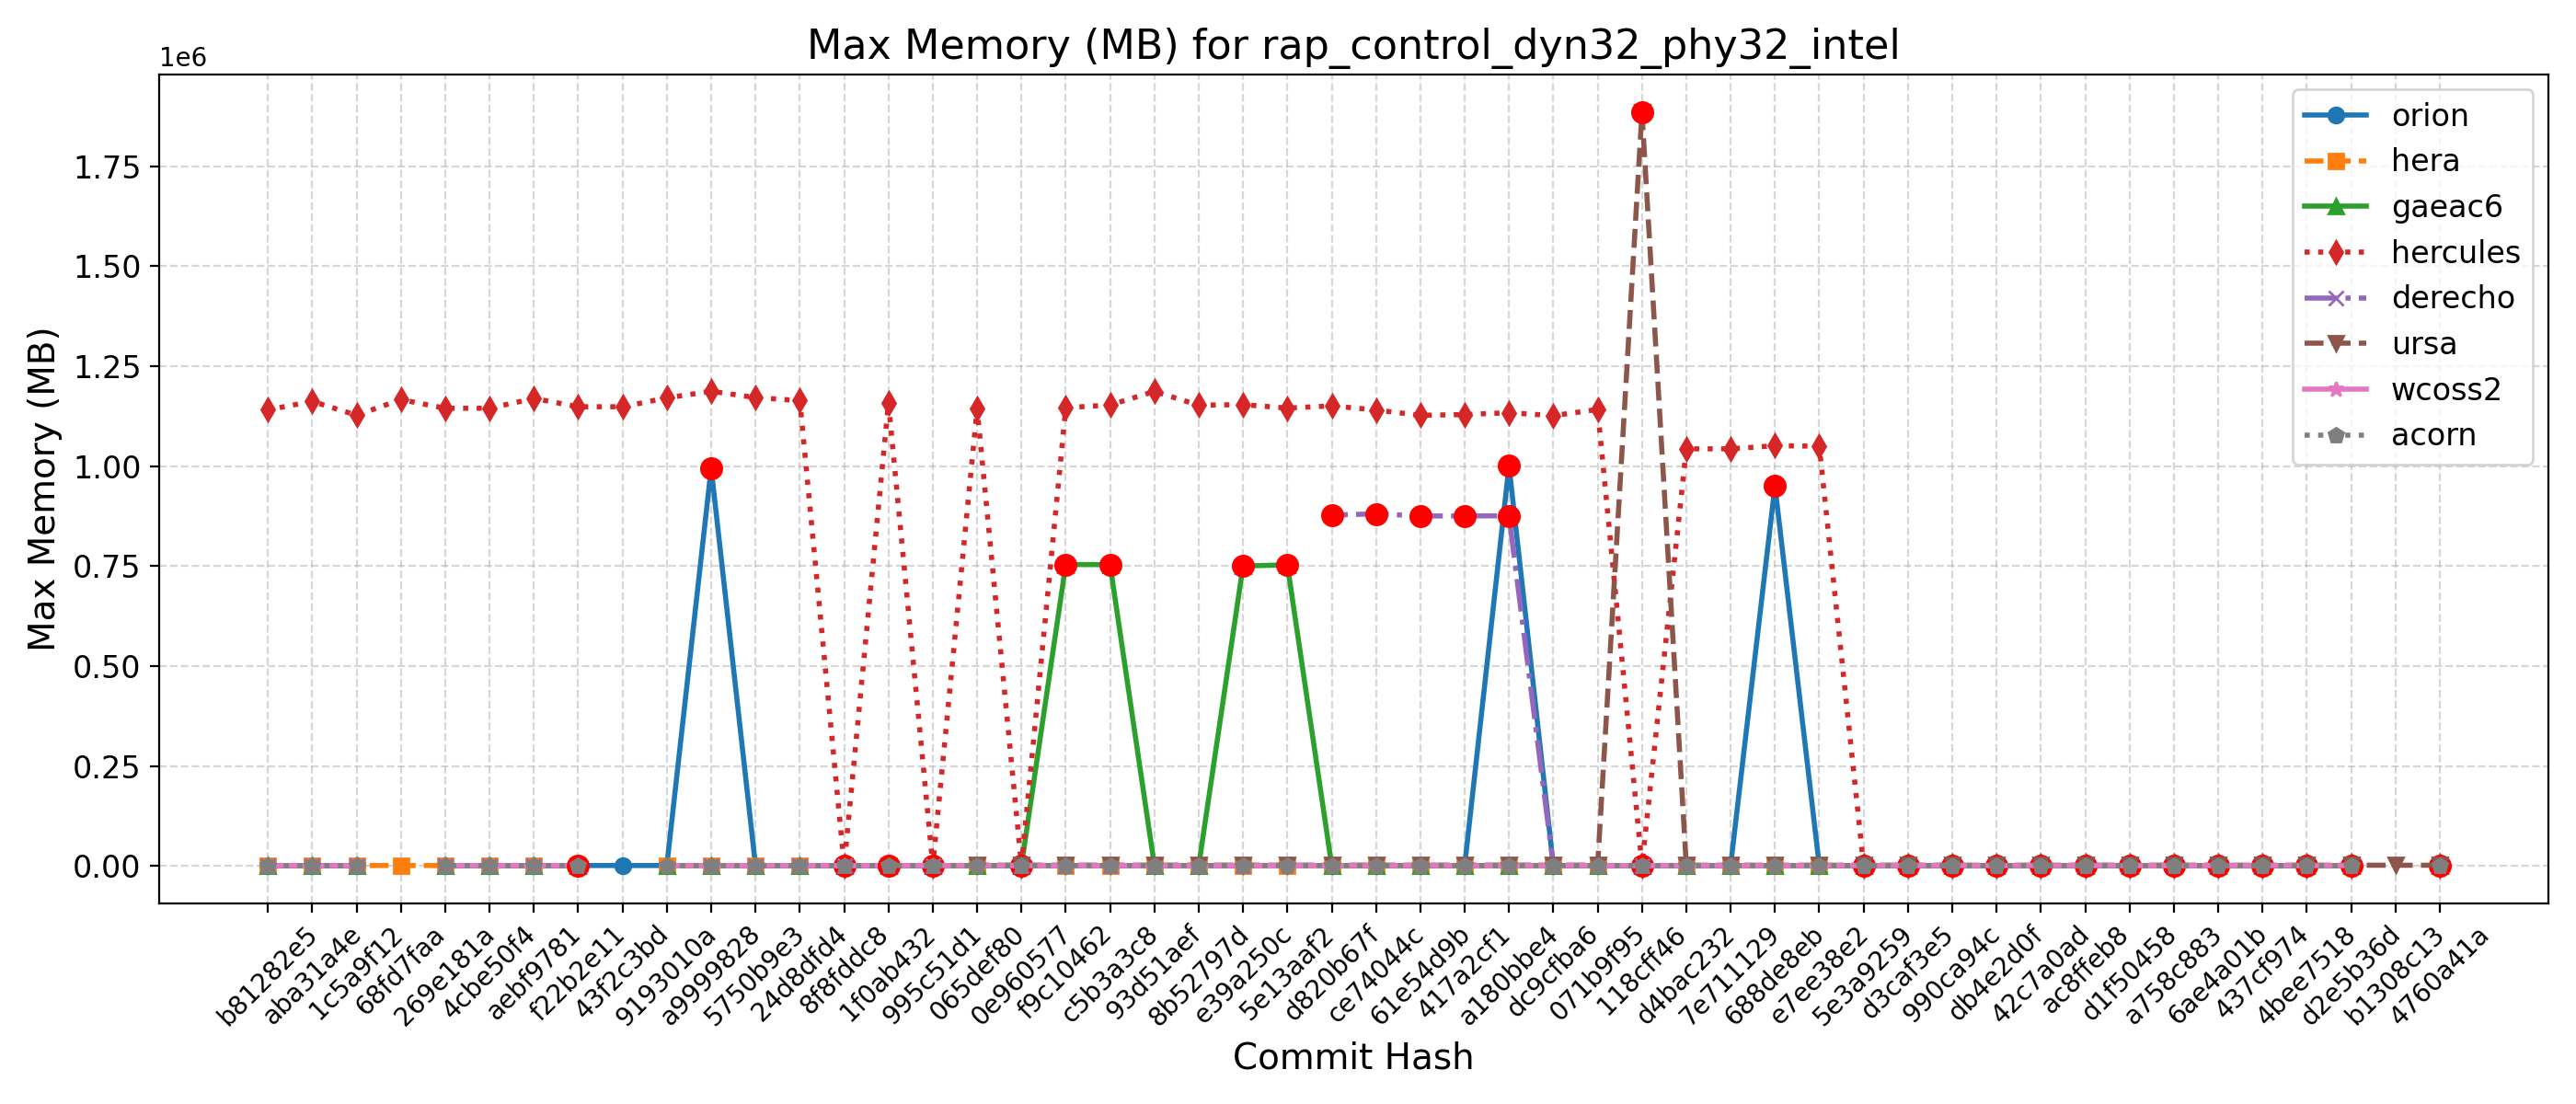 Max Memory (MB) for rap_control_dyn32_phy32_intel
1e6
Max Memory (MB)
1.75
1.50
1.25
1.00
0.75
0.50
0.25
0.00
orion
hera
gaeac6
hercules
derecho
ursa
wcoss2
acorn
b81282e5
aba31a4e
1c5a9f12
68fd7faa
269e181a
4cbe50f4
aebf9781
f22b2e11
43f2c3bd
9193010a
a9999828
5750b9e3
24d8dfd4
8f8fddc8
1f0ab432
995c51d1
065def80
0e960577
f9c10462
c5b3a3c8
93d51aef
8b52797d
e39a250c
5e13aaf2
d820b67f
ce74044c
61e54d9b
417a2cf1
a180bbe4
dc9cfba6
071b9f95
118cff46
d4bac232
7e711129
688de8eb
e7ee38e2
5e3a9259
d3caf3e5
990ca94c
db4e2d0f
42c7a0ad
ac8ffeb8
d1f50458
a758c883
6ae4a01b
437cf974
4bee7518
d2e5b36d
b1308c13
4760a41a
Commit Hash